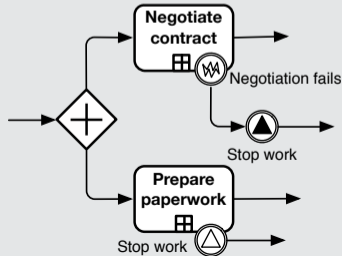 Negotiate
contract
Negotiation fails
Stop work
Prepare
paperwork
Stop work